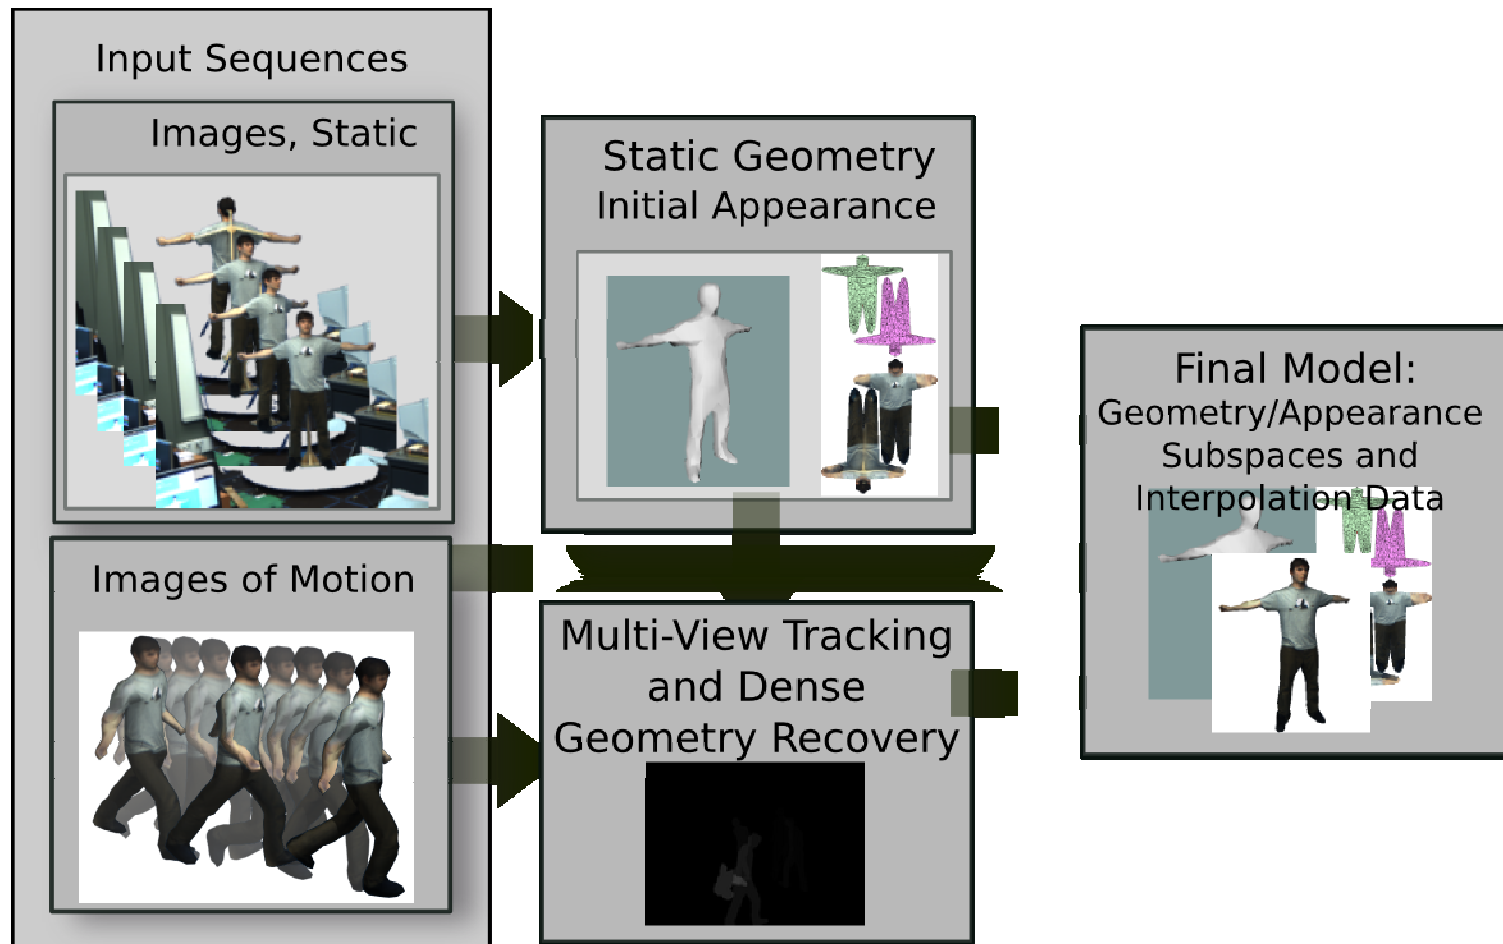 Input Sequences
Images, Static
Images of Motion
Static Geometry
Initial Appearance
Multi-View Tracking
and Dense
Geometry Recovery
Final Model:
Geometry/Appearance
Subspaces and
Interpolation Data